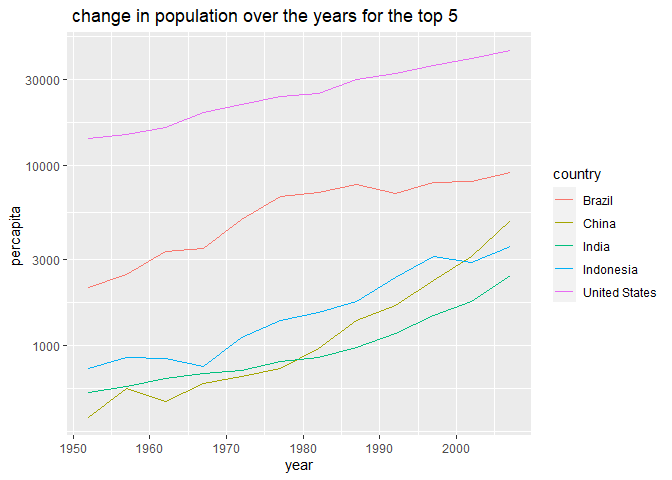 change in population over the years for the top 5
30000
10000
3000
1000
percapita
1950
1960
1970
1980
1990
2000
year
country
Brazil
China
India
Indonesia
United States